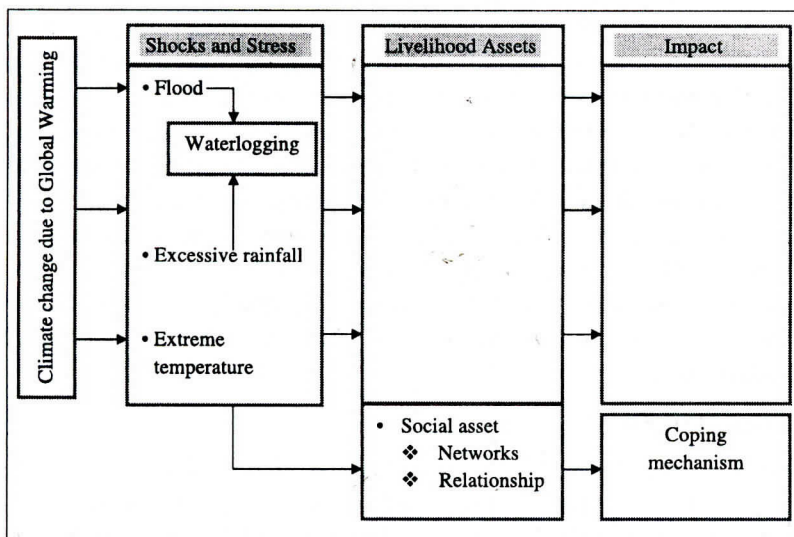 Climate change due to Global Warming
Shocks and Stress
• Flood
Waterlogging
• Excessive rainfall
• Extreme
temperature
Livelihood Assets
• Social asset
❖ Networks
❖ Relationship
Impact
Coping
mechanism